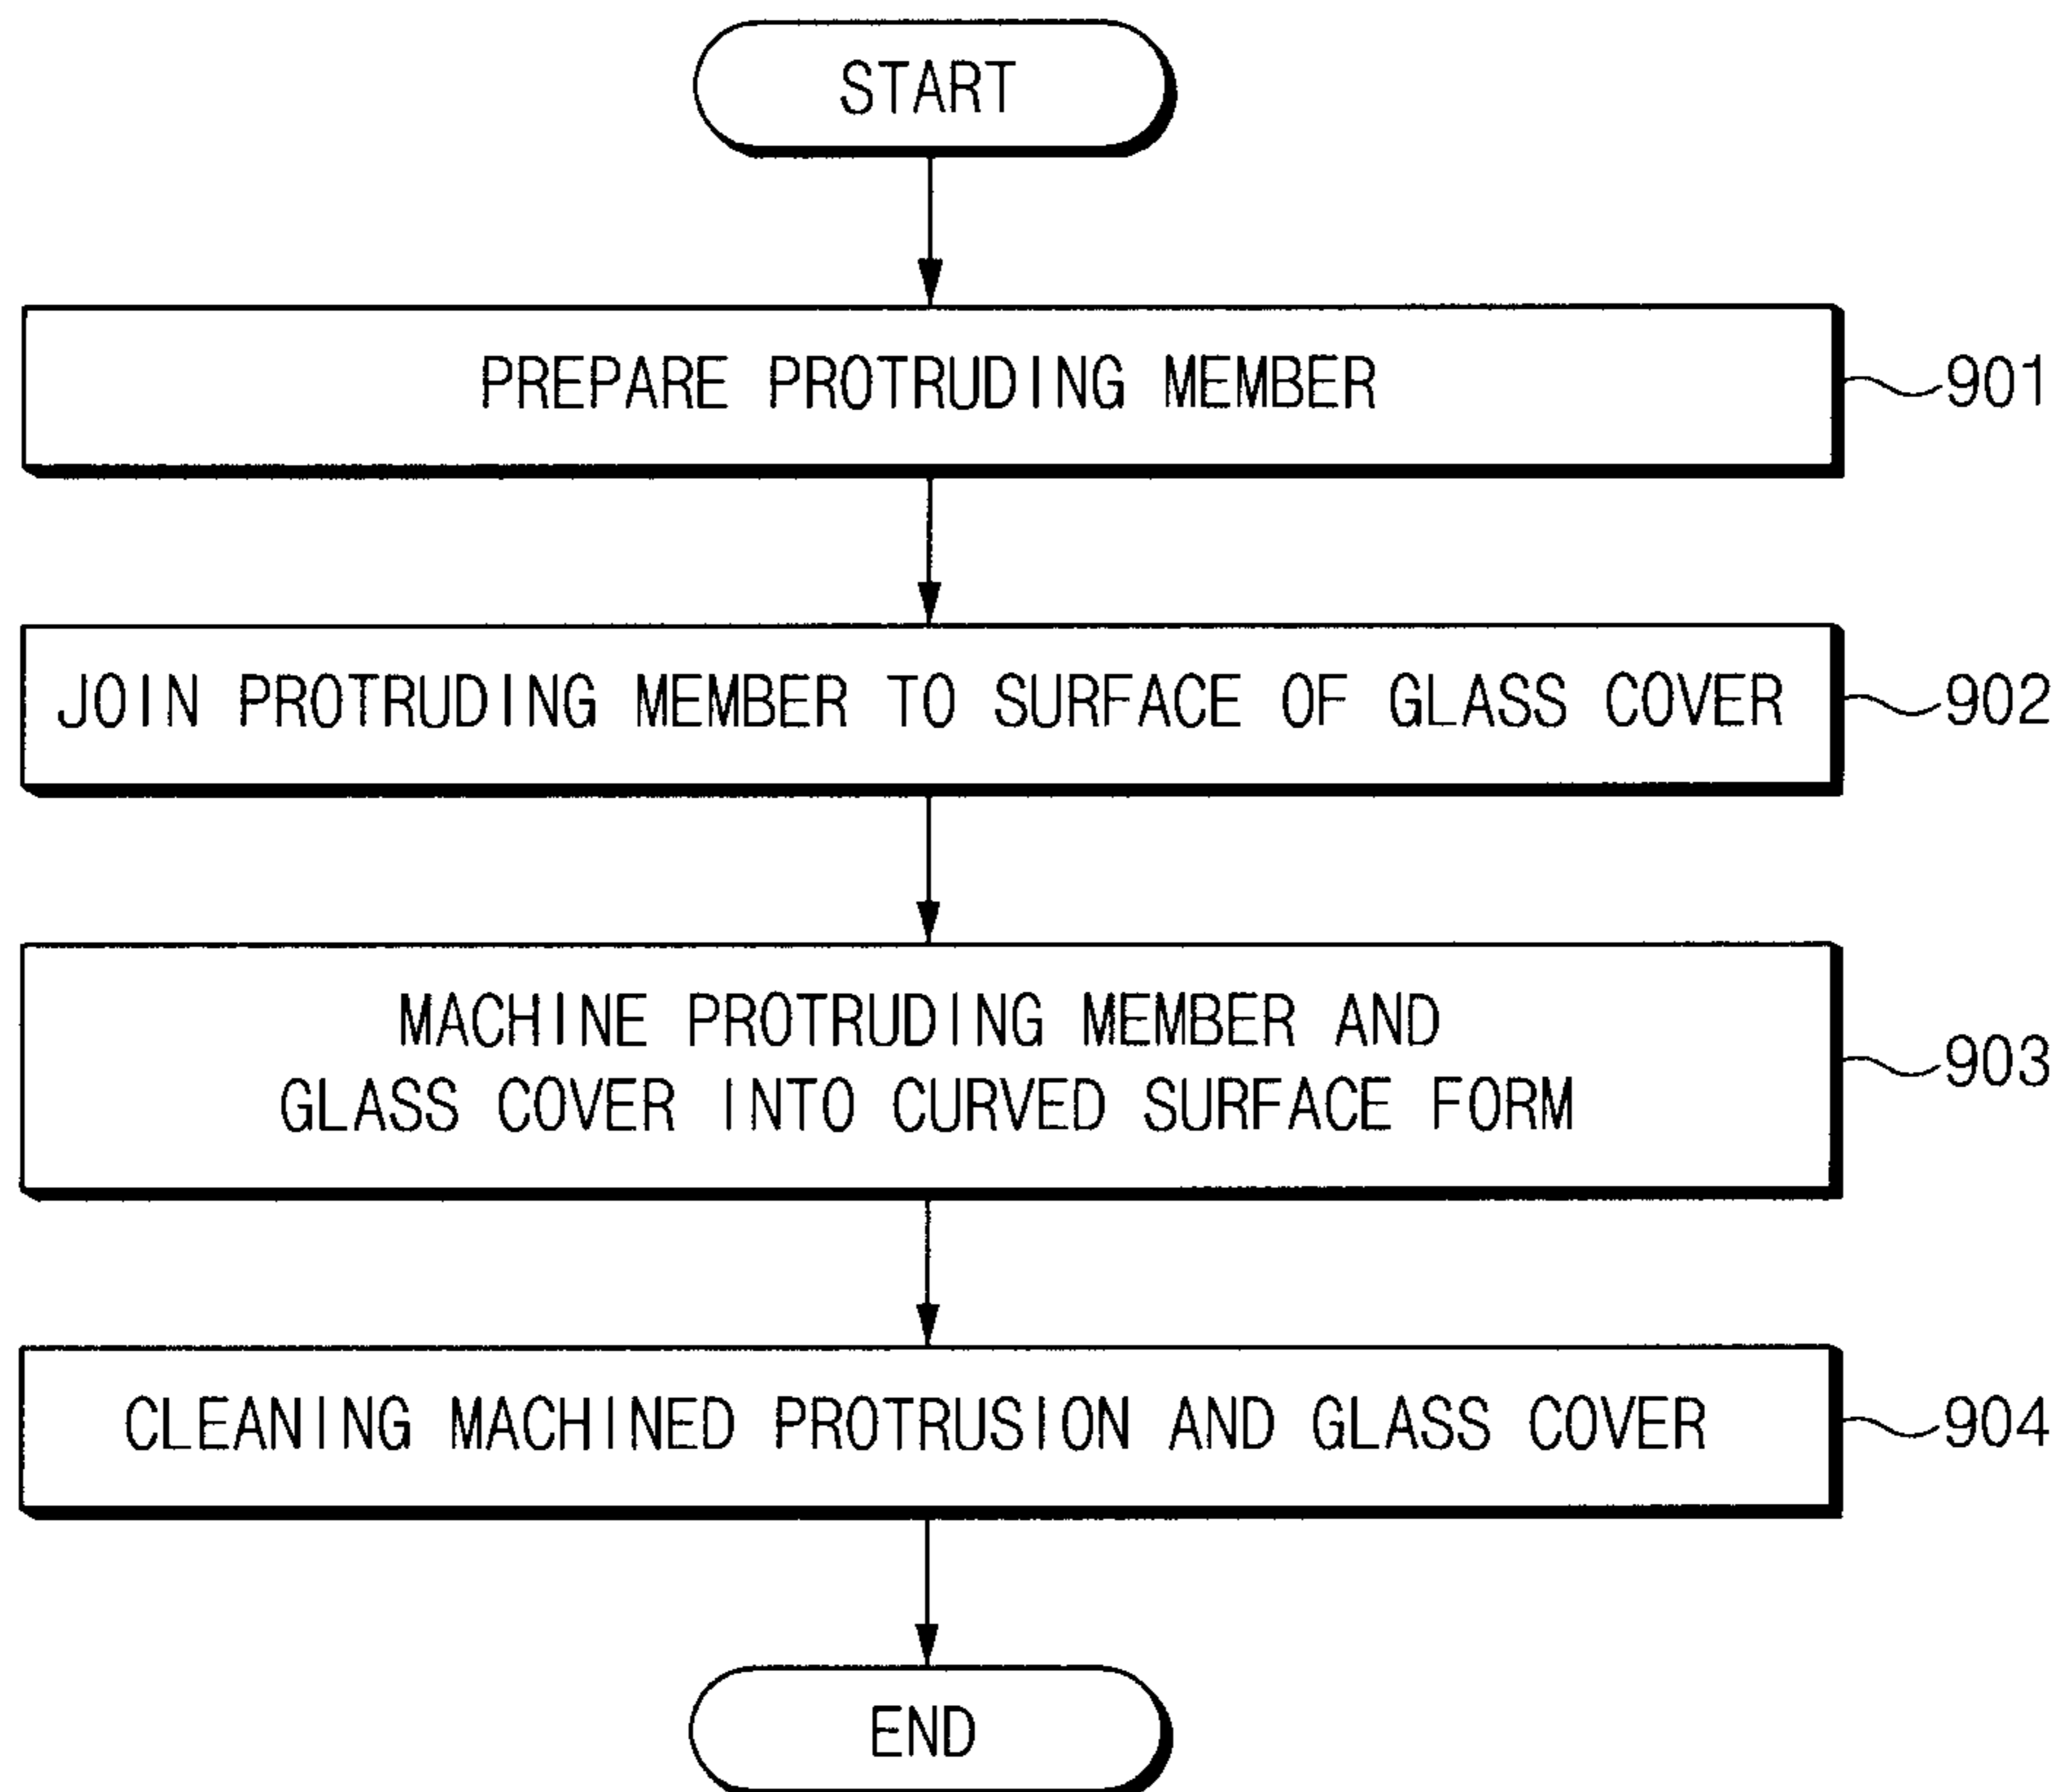 START
PREPARE PROTRUDING MEMBER
901
JOIN PROTRUDING MEMBER TO SURFACE OF GLASS COVER
902
MACHINE PROTRUDING MEMBER AND
GLASS COVER INTO CURVED SURFACE FORM
903
CLEANING MACHINED PROTRUSION AND GLASS COVER
904
END